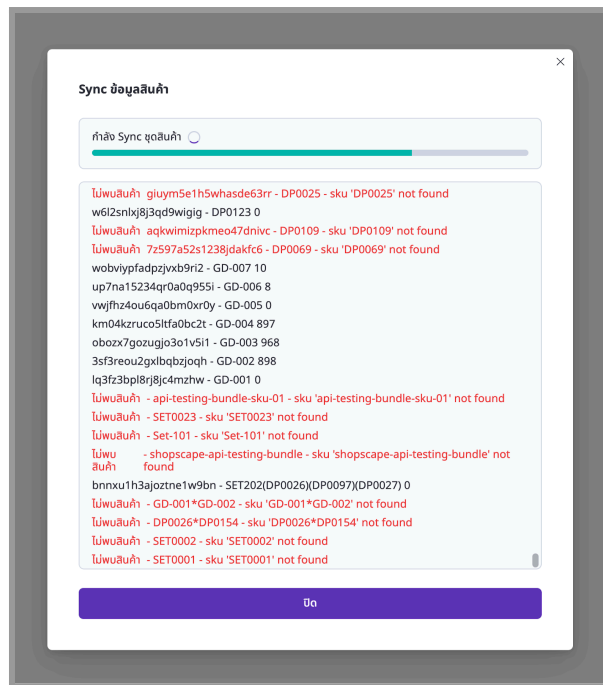 Sync ข้อมูลสินค้า
กำลัง Sync ชุดสินค้า
ไม่พบสินค้า giuym5e1h5whasde63rr - DP0025 - sku 'DP0025' not found
w6l2snlxj8j3qd9wigig - DP0123 0
ไม่พบสินค้า aqkwimizpkmeo47dnivc - DP0109 - sku 'DP0109' not found
ไม่พบสินค้า 7z597a52s1238jdakfc6 - DP0069 - sku 'DP0069' not found
wobviypfadpzjvxb9ri2 - GD-007 10
up7na15234qr0a0q955i - GD-006 8
vwjfhz4ou6qa0bm0xr0y - GD-005 0
km04kzruco5ltfa0bc2t - GD-004 897
obozx7gozugjo3o1v5i1 - GD-003 968
3sf3reou2gxlbqbzjoqh - GD-002 898
lq3fz3bpl8rj8jc4mzhw - GD-001 0
ไม่พบสินค้า - api-testing-bundle-sku-01 - sku 'api-testing-bundle-sku-01' not found
ไม่พบสินค้า - SET0023 - sku 'SET0023' not found
ไม่พบสินค้า - Set-101 - sku 'Set-101' not found
ไม่พบ - shopscape-api-testing-bundle - sku 'shopscape-api-testing-bundle' not
สินค้า found
bnnxu1h3ajoztne1w9bn - SET202(DP0026)(DP0097)(DP0027) 0
ไม่พบสินค้า - GD-001*GD-002 - sku 'GD-001*GD-002' not found
ไม่พบสินค้า - DP0026*DP0154 - sku 'DP0026*DP0154' not found
ไม่พบสินค้า - SET0002 - sku 'SET0002' not found
ไม่พบสินค้า - SET0001 - sku 'SET0001' not found
ปิด